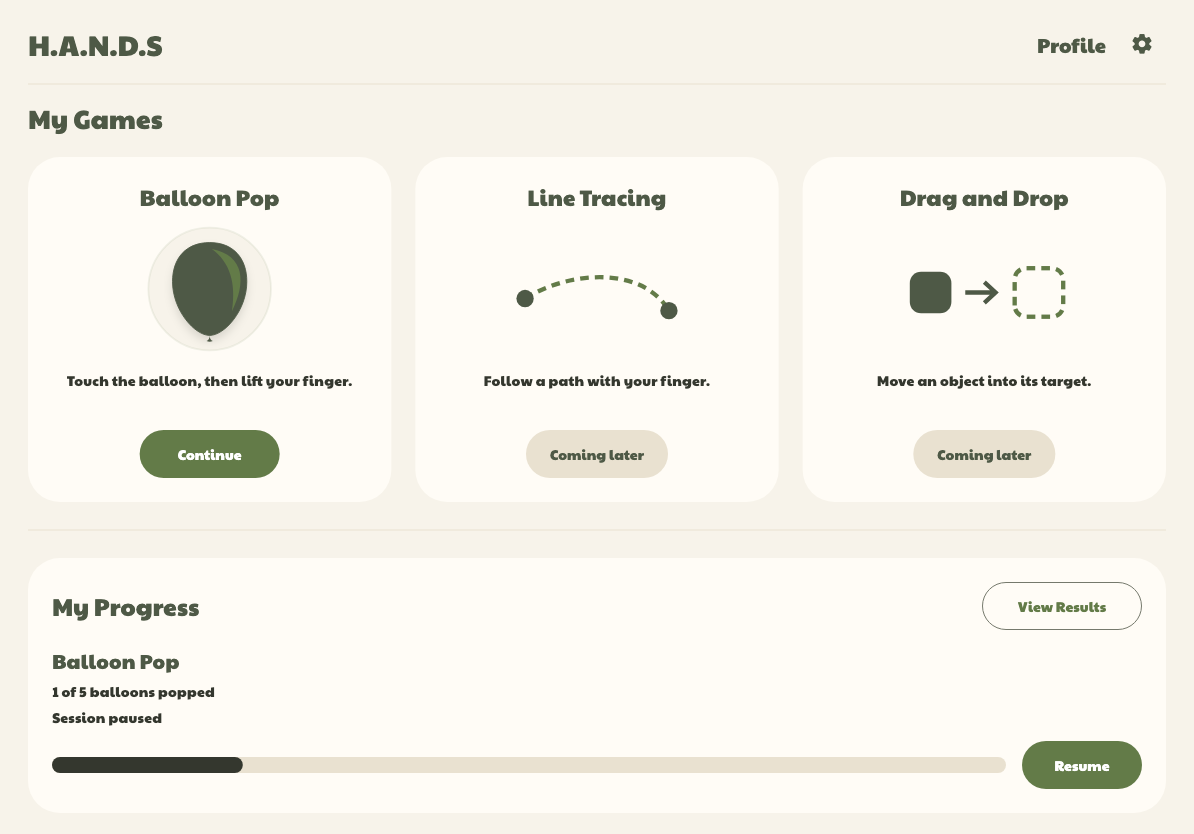 H.A.N.D.S
Profile
My Games
Balloon Pop
Line Tracing
Drag and Drop
Touch the balloon, then lift your finger.
Follow a path with your finger.
Move an object into its target.
Continue
Coming later
Coming later
My Progress
View Results
Balloon Pop
1 of 5 balloons popped
Session paused
Resume